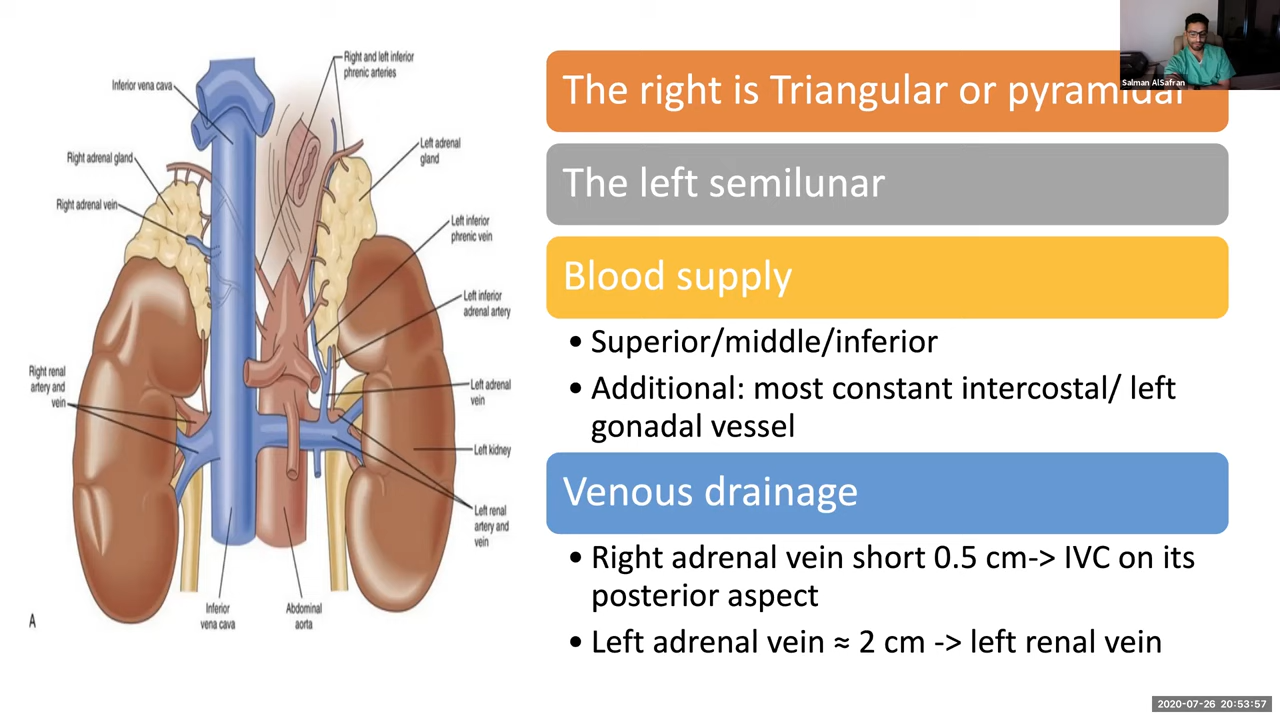 Right and left inferior
phrenic arteries
Inferior vena cava
Right adrenal gland
Left adrenal
gland
Right adrenal vein
Left inferior
phrenic vein
Left inferior
adrenal artery
Right renal
artery and
vein
Left adrenal
vein
Left kidney
Left renal
artery and
vein
Inferior
vena cava
Abdominal
aorta
A
The right is Triangular or pyramidal
The left semilunar
Blood supply
• Superior/middle/inferior
• Additional: most constant intercostal/ left
gonadal vessel
Venous drainage
• Right adrenal vein short 0.5 cm-> IVC on its
posterior aspect
• Left adrenal vein ≈ 2 cm -> left renal vein
Salman AlSafran
2020-07-26 20:53:57